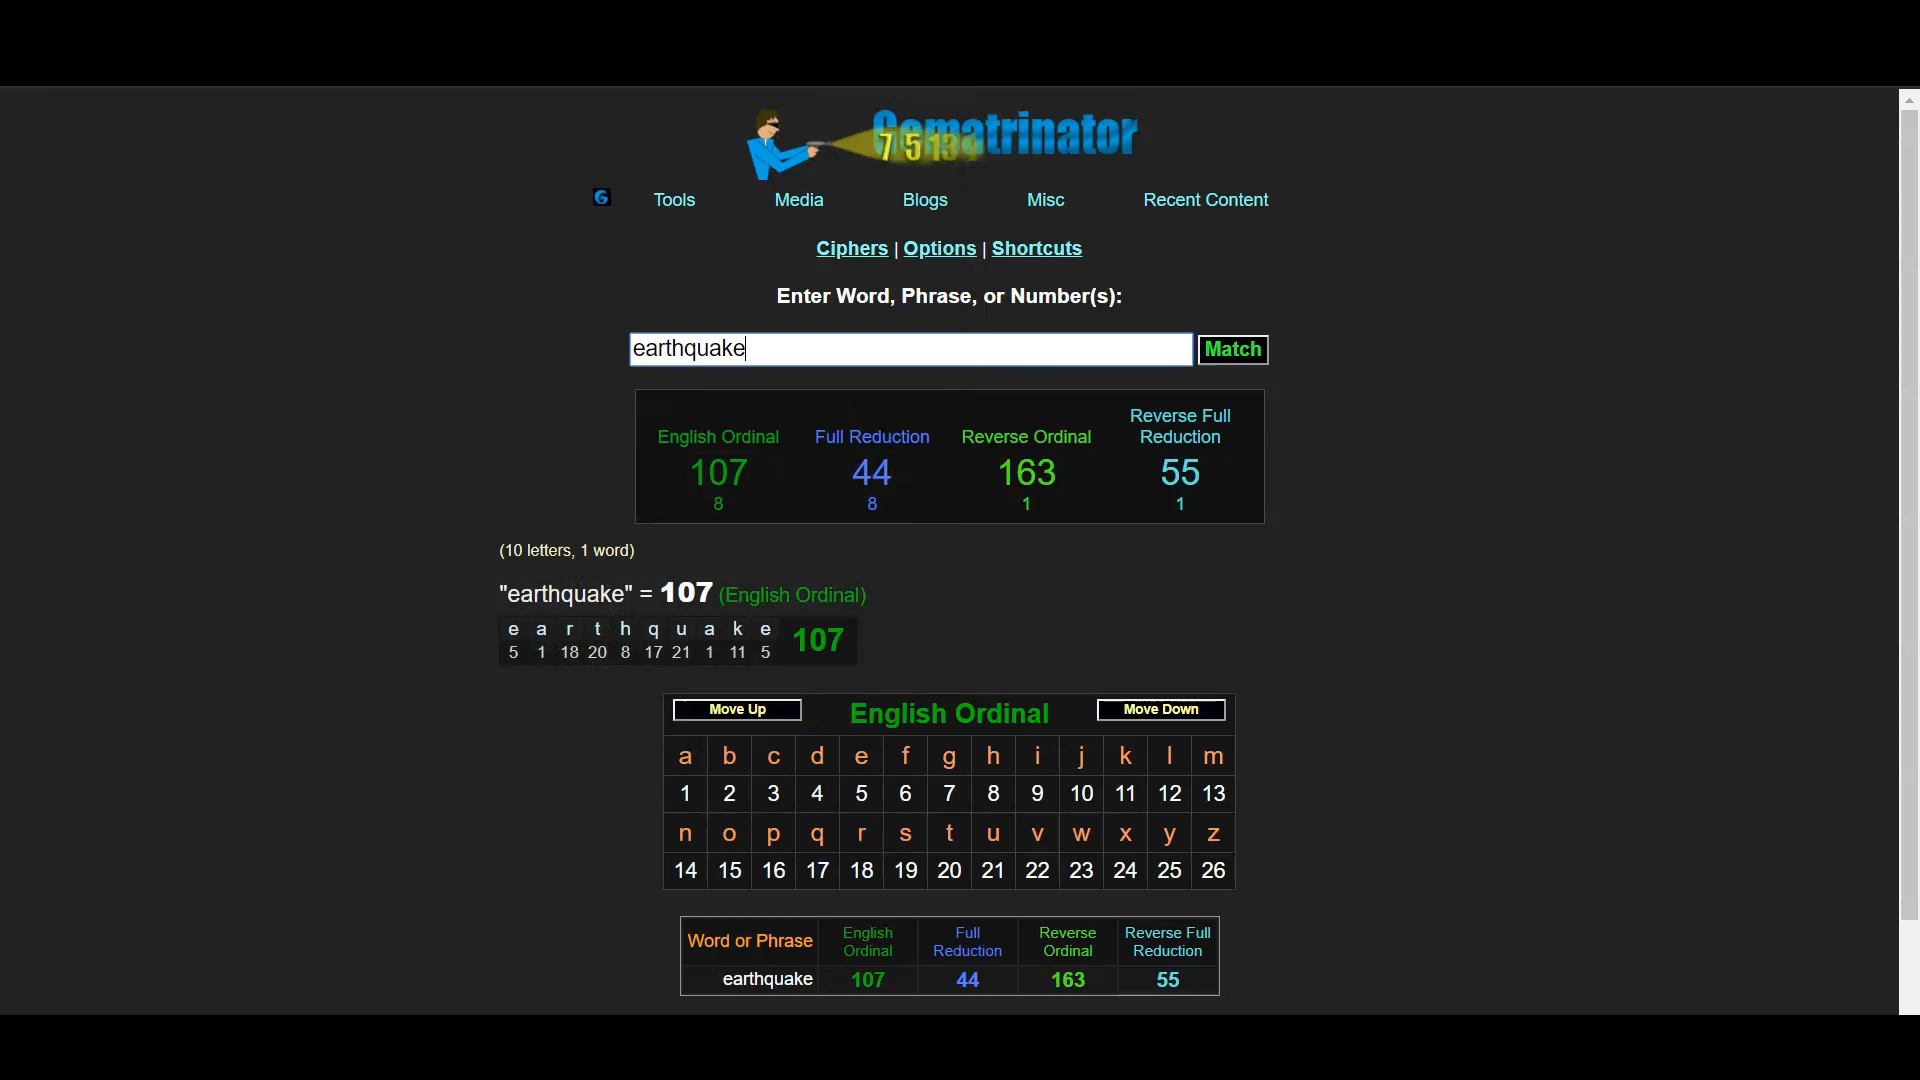 Gematrinator
7 5 134
G Tools Media Blogs Misc Recent Content
Ciphers | Options | Shortcuts
Enter Word, Phrase, or Number(s):
earthquake Match
English Ordinal Full Reduction Reverse Ordinal Reverse Full Reduction
107 44 163 55
8 8 1 1
(10 letters, 1 word)
"earthquake" = 107 (English Ordinal)
e a r t h q u a k e 107
5 1 18 20 8 17 21 1 11 5
Move Up English Ordinal Move Down
a b c d e f g h i j k l m
1 2 3 4 5 6 7 8 9 10 11 12 13
n o p q r s t u v w x y z
14 15 16 17 18 19 20 21 22 23 24 25 26
Word or Phrase English Ordinal Full Reduction Reverse Ordinal Reverse Full Reduction
earthquake 107 44 163 55